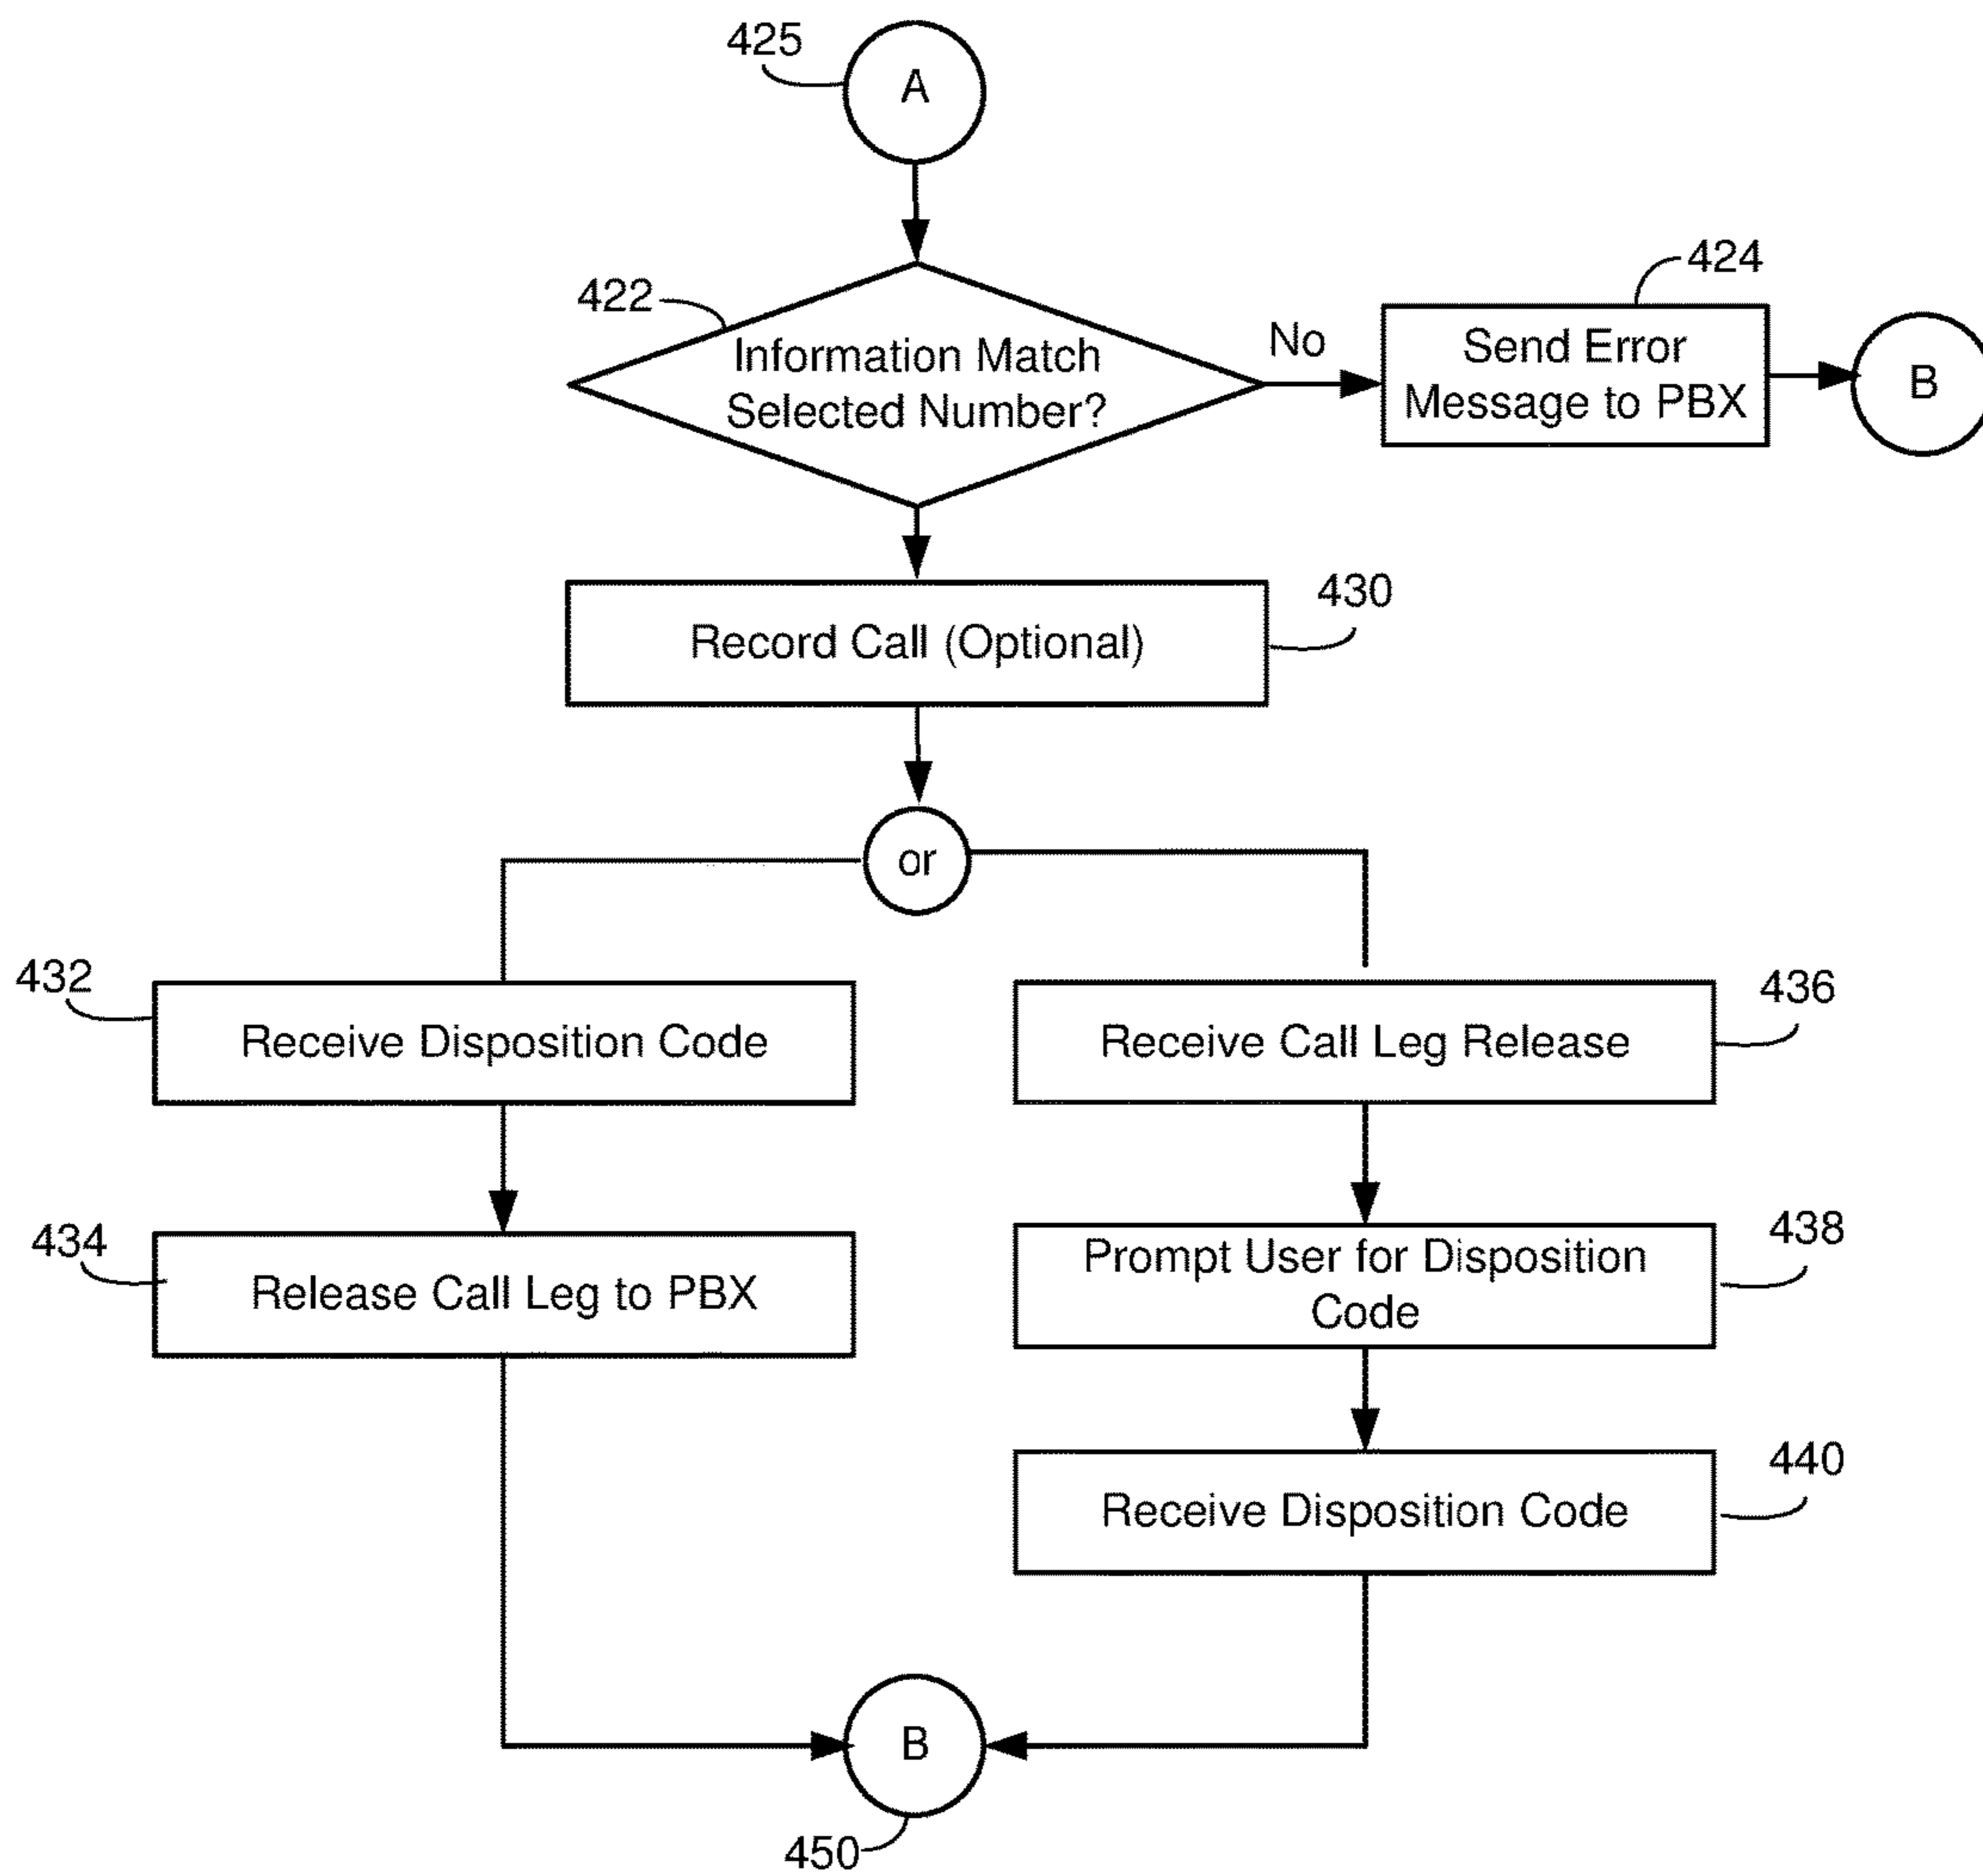 425
A
422
Information Match
Selected Number?
No
424
Send Error
Message to PBX
B
430
Record Call (Optional)
or
432
Receive Disposition Code
436
Receive Call Leg Release
434
Release Call Leg to PBX
438
Prompt User for Disposition
Code
440
Receive Disposition Code
B
450